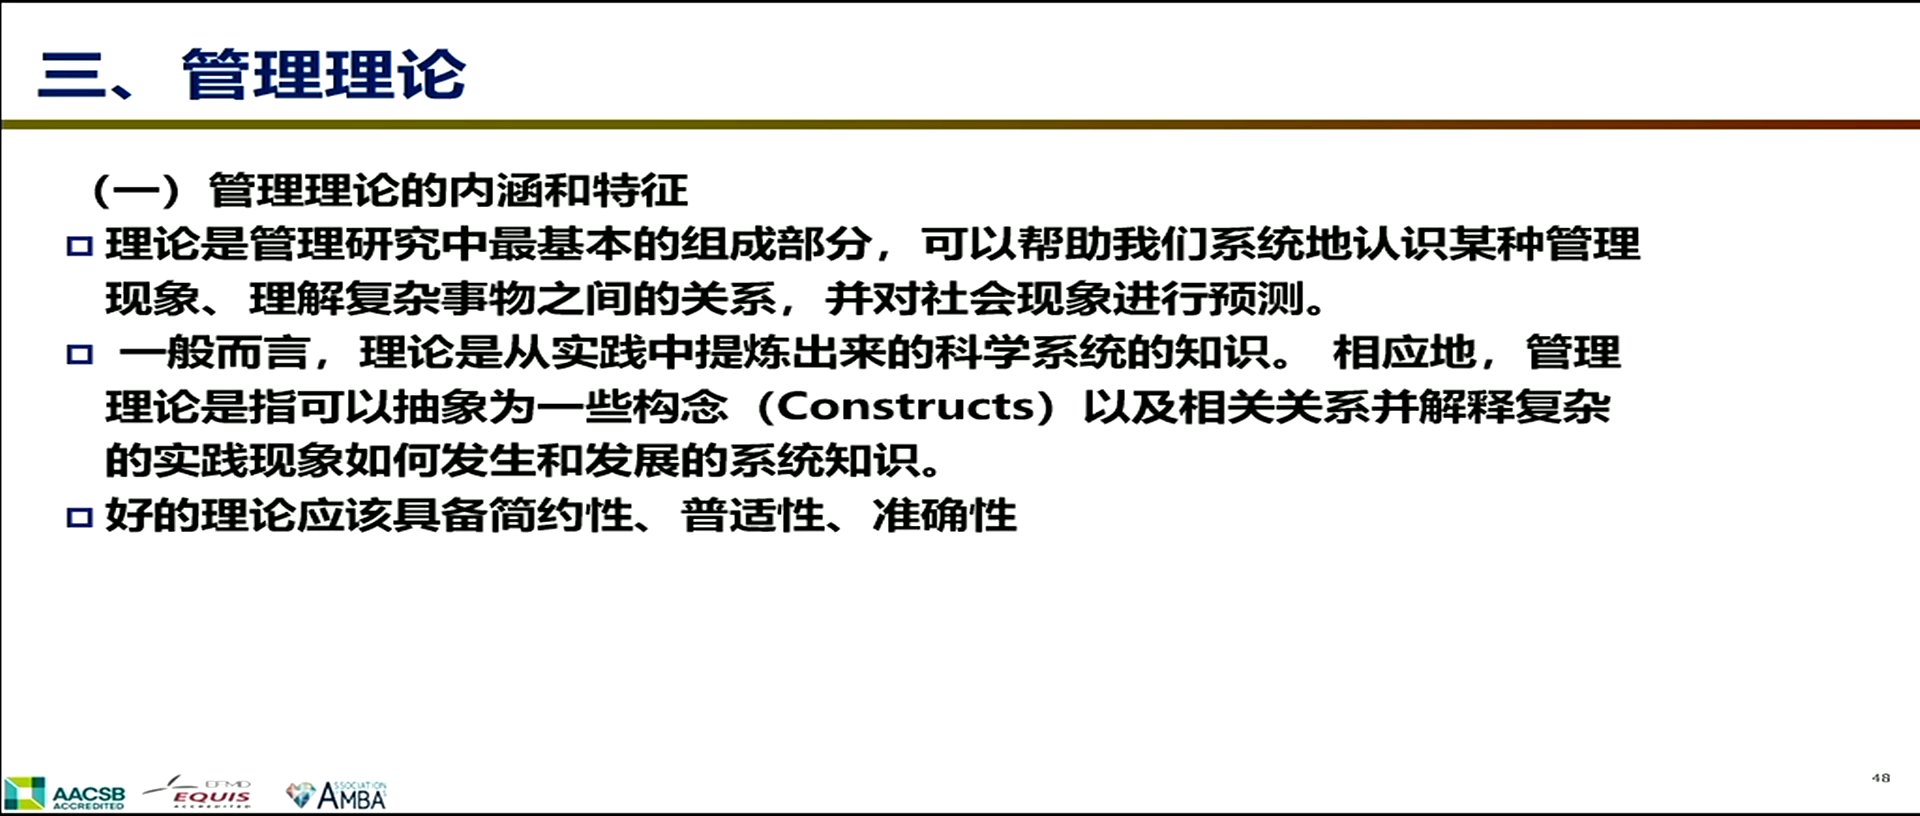 三、管理理论
（一）管理理论的内涵和特征
理论是管理研究中最基本的组成部分，可以帮助我们系统地认识某种管理
现象、理解复杂事物之间的关系，并对社会现象进行预测。
一般而言，理论是从实践中提炼出来的科学系统的知识。 相应地，管理
理论是指可以抽象为一些构念（Constructs）以及相关关系并解释复杂
的实践现象如何发生和发展的系统知识。
好的理论应该具备简约性、普适性、准确性
AACSB
ACCREDITED
EFMD
EQUIS
ACCREDITED
ASSOCIATION
AMBA
48